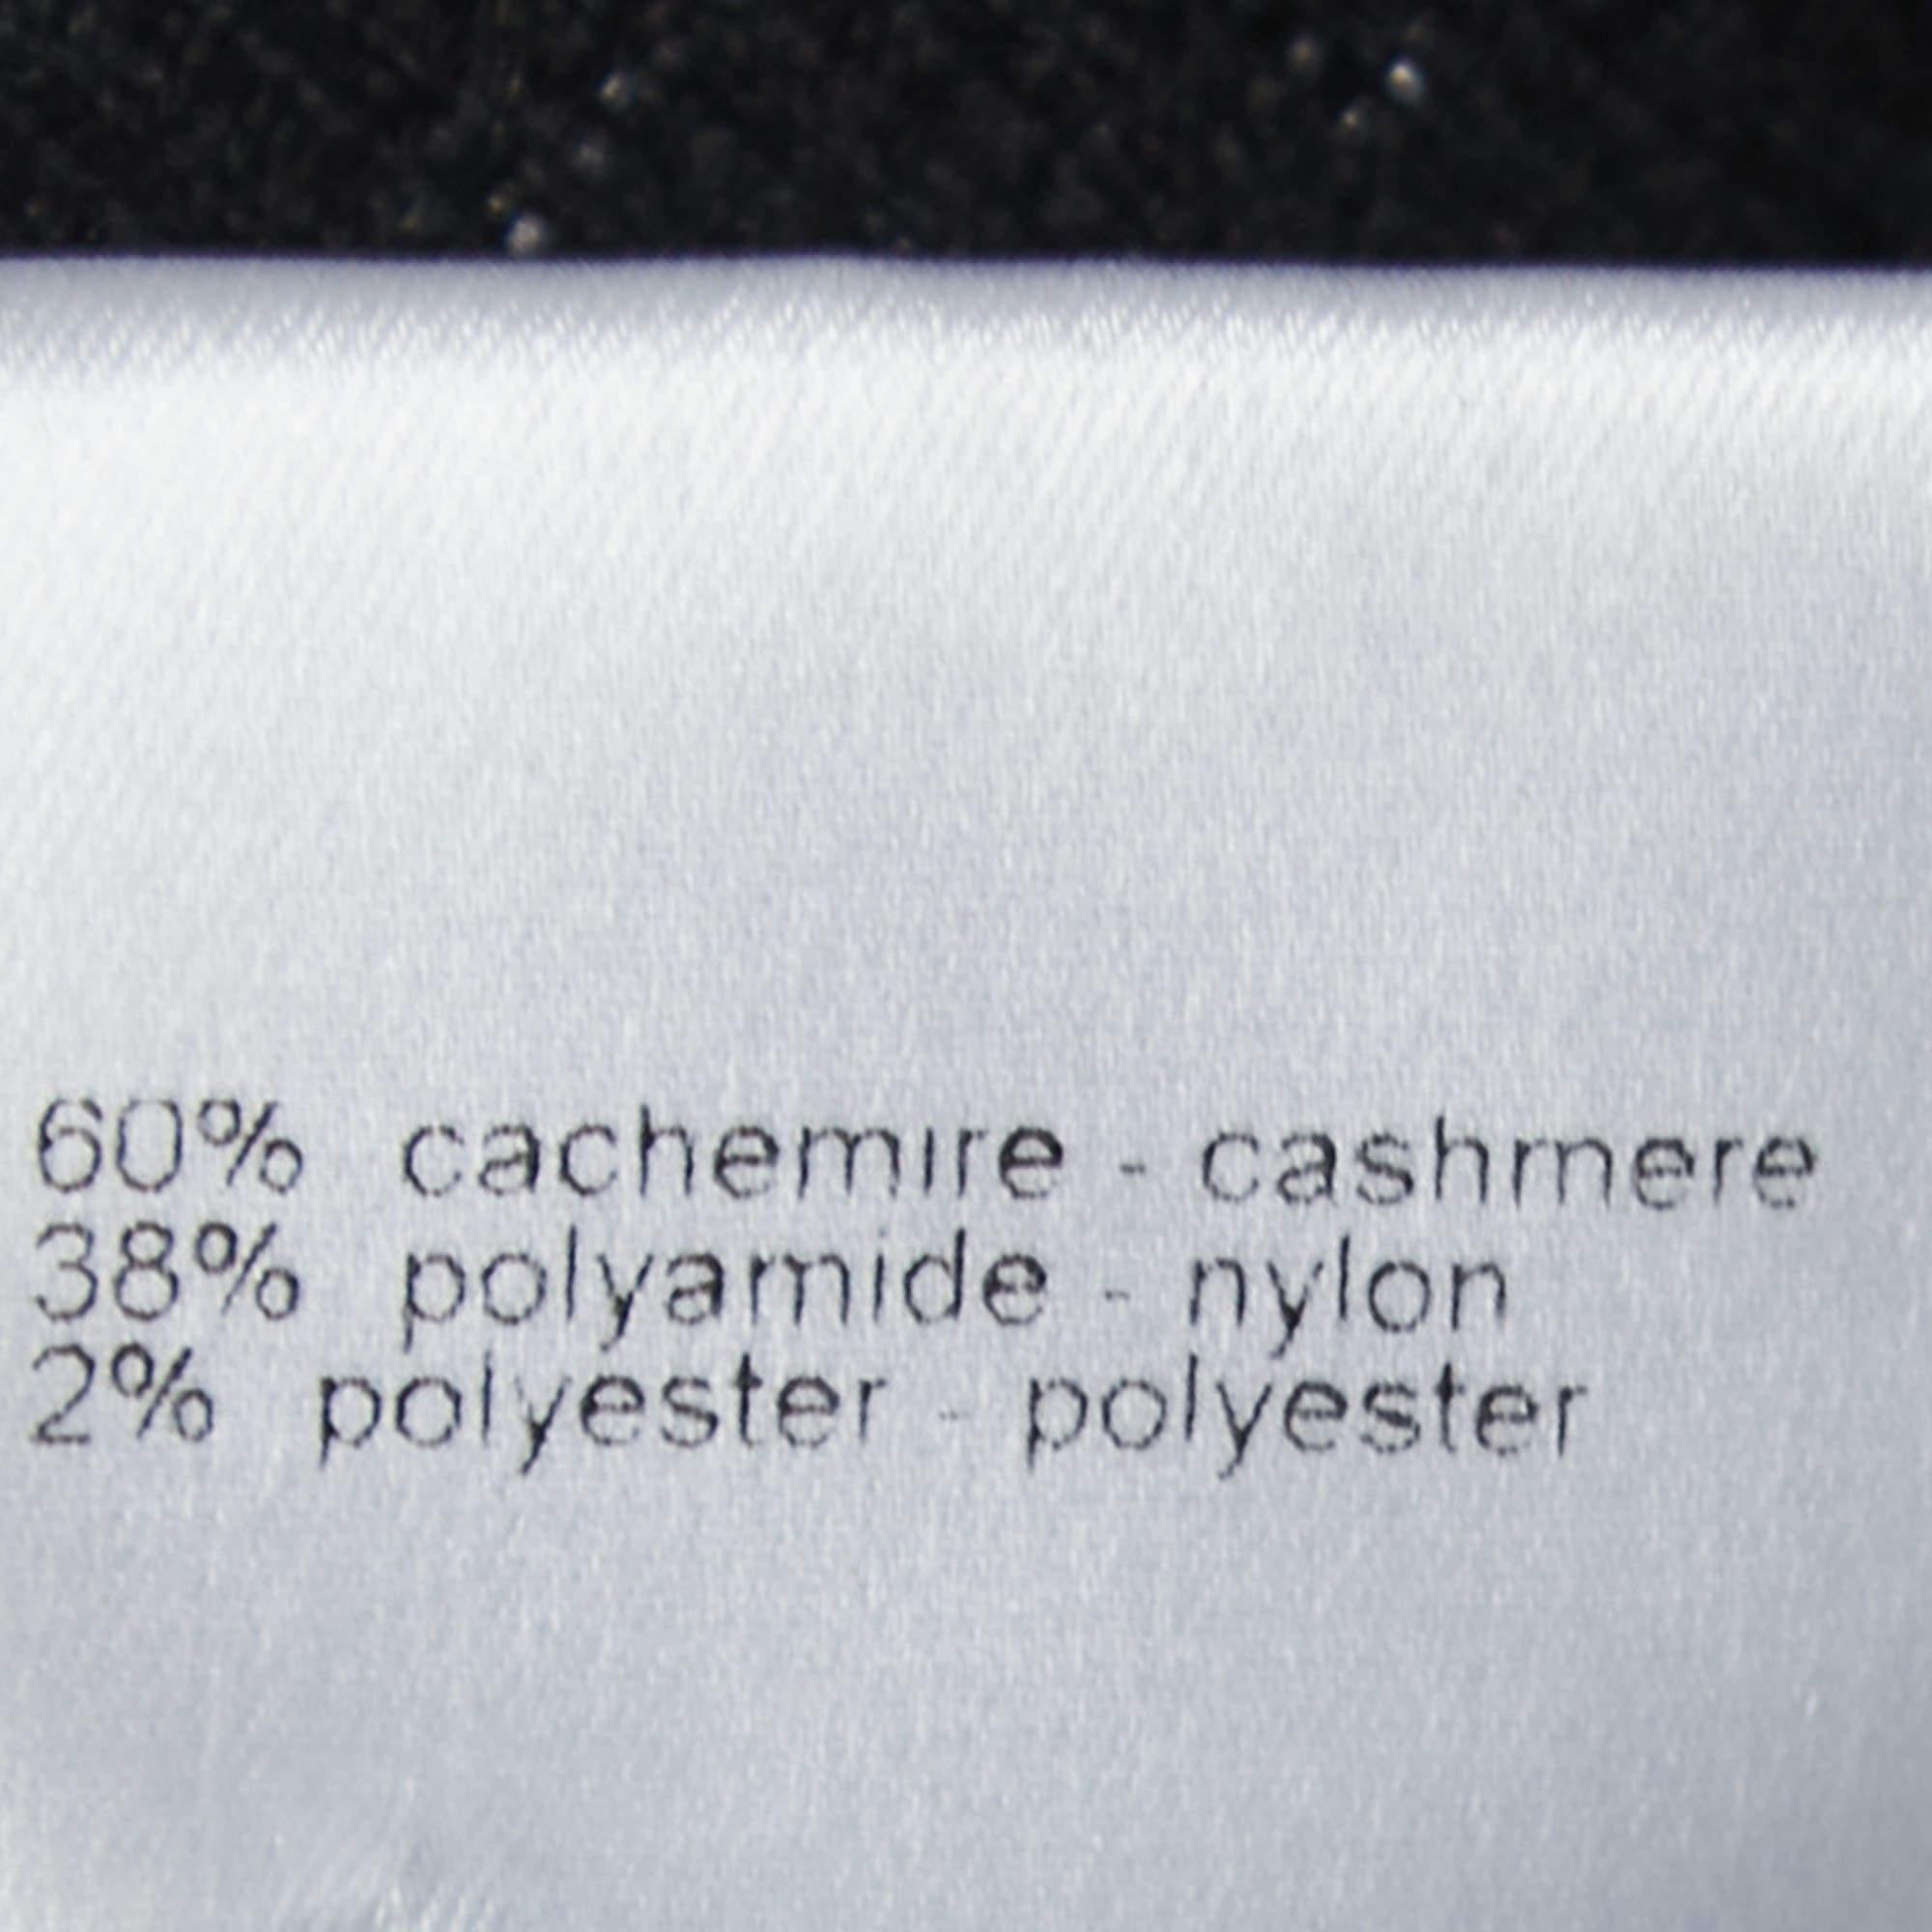 60% cachemire - cashmere
38% polyamide - nylon
2% polyester - polyester